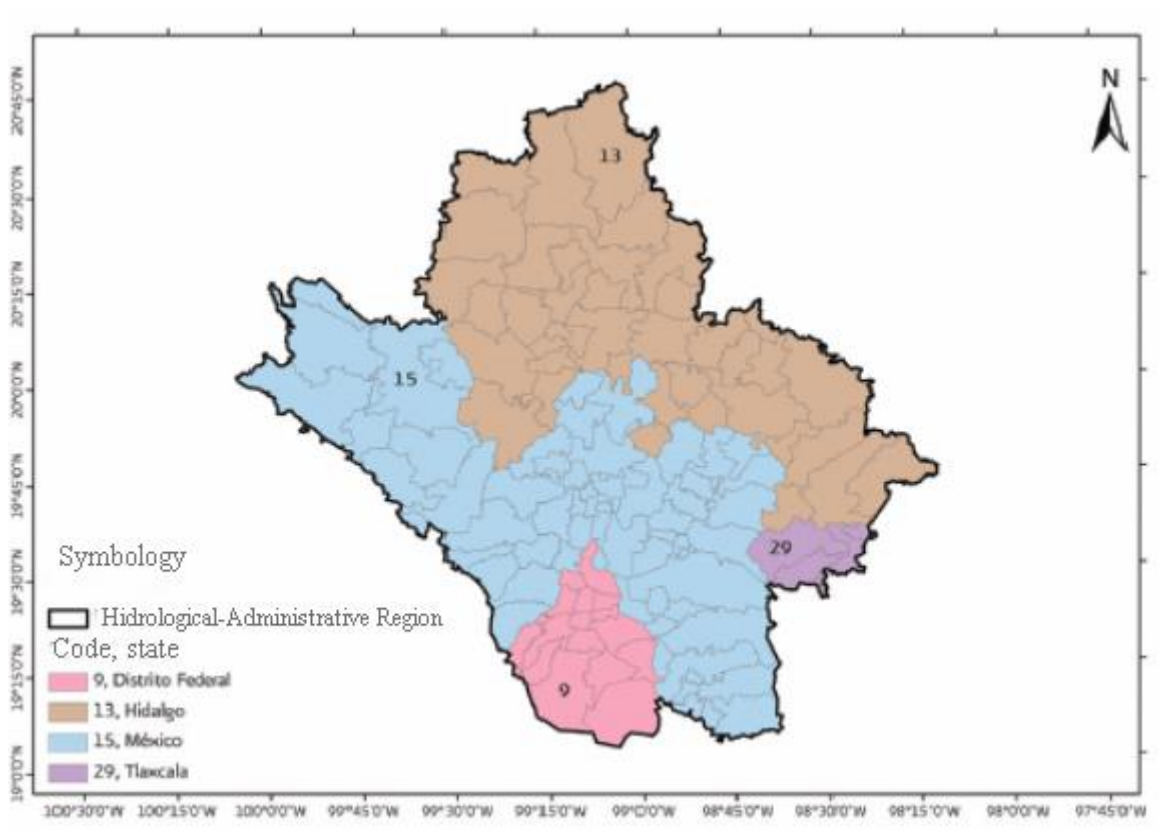 N
13
15
29
9
Symbology
Hidrological-Administrative Region
Code, state
9, Distrito Federal
13, Hidalgo
15, México
29, Tlaxcala
20°45'0"N
20°30'0"N
20°15'0"N
20°0'0"N
19°45'0"N
19°30'0"N
19°15'0"N
19°0'0"N
100°30'0"W 100°15'0"W 100°0'0"W 99°45'0"W 99°30'0"W 99°15'0"W 99°0'0"W 98°45'0"W 98°30'0"W 98°15'0"W 98°0'0"W 97°45'0"W